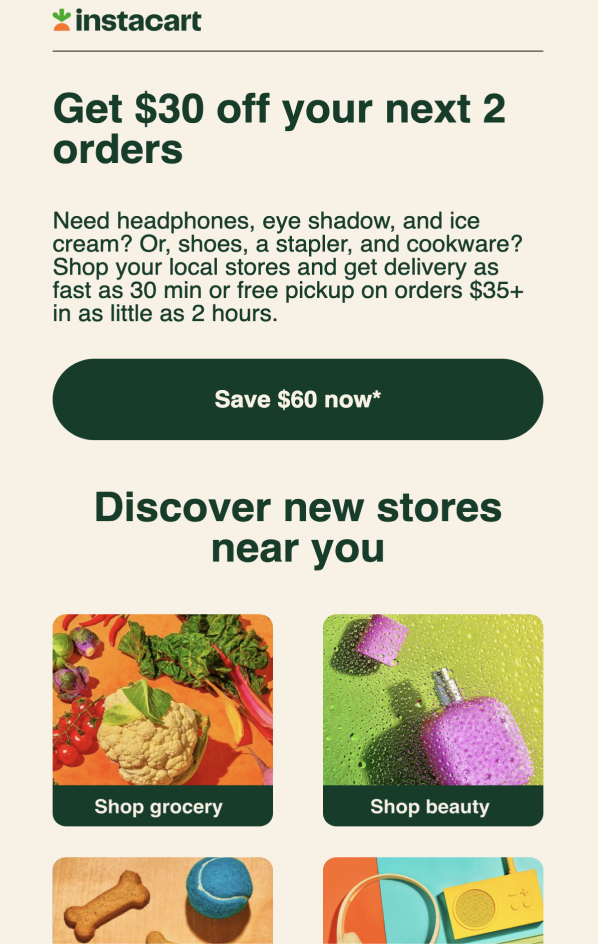 instacart
Get $30 off your next 2
orders
Need headphones, eye shadow, and ice
cream? Or, shoes, a stapler, and cookware?
Shop your local stores and get delivery as
fast as 30 min or free pickup on orders $35+
in as little as 2 hours.
Save $60 now*
Discover new stores
near you
Shop grocery
Shop beauty